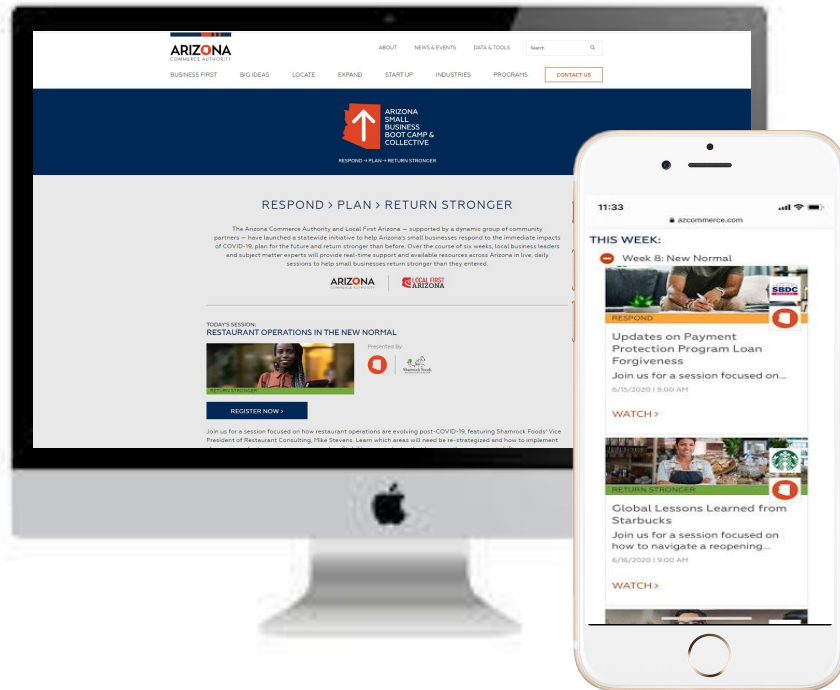 ARIZONA
COMMERCE AUTHORITY
ABOUT NEWS & EVENTS DATA & TOOLS Search
BUSINESS FIRST BIG IDEAS LOCATE EXPAND START UP INDUSTRIES PROGRAMS CONTACT US
ARIZONA
SMALL
BUSINESS
BOOT CAMP &
COLLECTIVE
RESPOND → PLAN → RETURN STRONGER
RESPOND > PLAN > RETURN STRONGER
The Arizona Commerce Authority and Local First Arizona — supported by a dynamic group of community
partners — have launched a statewide initiative to help Arizona's small businesses respond to the immediate impacts
of COVID-19, plan for the future and return stronger than before. Over the course of six weeks, local business leaders
and subject matter experts will provide real-time support and available resources across Arizona in live, daily
sessions to help small businesses return stronger than they entered.
ARIZONA
COMMERCE AUTHORITY
LOCAL FIRST
ARIZONA
TODAY'S SESSION:
RESTAURANT OPERATIONS IN THE NEW NORMAL
Presented By:
Shamrock Foods
RETURN STRONGER
REGISTER NOW >
Join us for a session focused on how restaurant operations are evolving post-COVID-19, featuring Shamrock Foods' Vice
President of Restaurant Consulting, Mike Stevens. Learn which areas will need be re-strategized and how to implement
11:33
azcommerce.com
THIS WEEK:
Week 8: New Normal
SBDC
RESPOND
Updates on Payment
Protection Program Loan
Forgiveness
Join us for a session focused on...
6/15/2020 | 9:00 AM
WATCH >
RETURN STRONGER
Global Lessons Learned from
Starbucks
Join us for a session focused on
how to navigate a reopening...
6/16/2020 | 9:00 AM
WATCH >